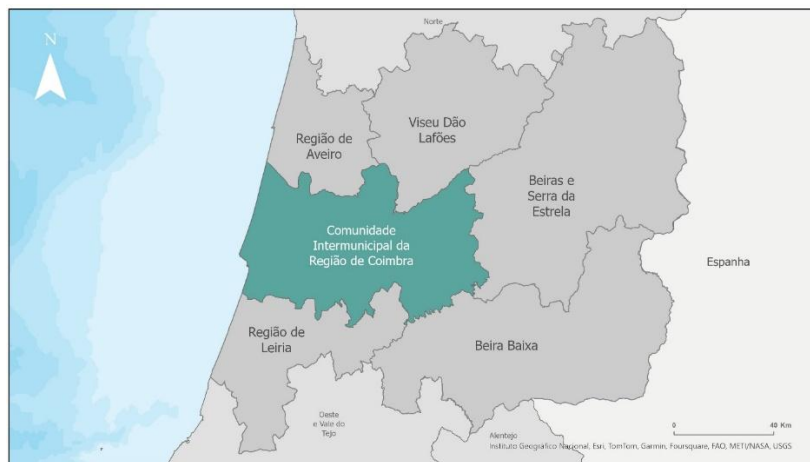 Norte
N
Viseu Dão
Lafões
Região de
Aveiro
Beiras e
Serra da
Estrela
Comunidade
Intermunicipal da
Região de Coimbra
Espanha
Região de
Leiria
Beira Baixa
Oeste
e Vale do
Tejo
0 40 Km
Alentejo
Instituto Geográfico Nacional, Esri, TomTom, Garmin, Foursquare, FAO, METI/NASA, USGS